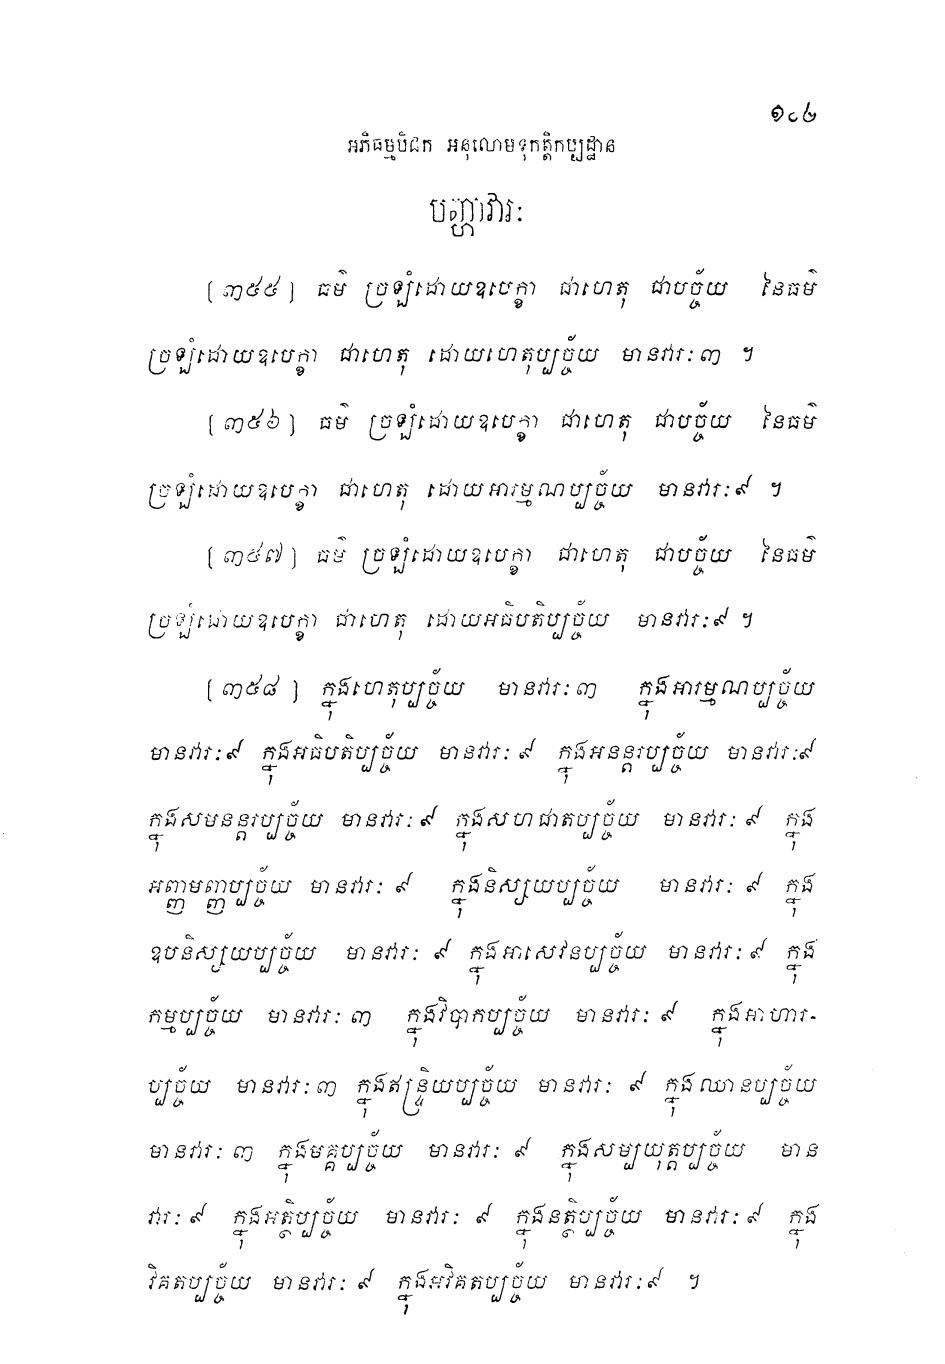 ១៤២
អភិធម្មបិដក អនុលោមទុកត្តិកប្បដ្ឋាន
បញ្ហាវារៈ
[៣៥៥] ធម៌ ច្រឡំដោយឧបេក្ខា ជាហេតុ ជាបច្ច័យ នៃធម៌
ច្រឡំដោយឧបេក្ខា ជាហេតុ ដោយហេតុប្បច្ច័យ មានវារៈ៣ ។
[៣៥៦] ធម៌ ច្រឡំដោយឧបេក្ខា ជាហេតុ ជាបច្ច័យ នៃធម៌
ច្រឡំដោយឧបេក្ខា ជាហេតុ ដោយអារម្មណប្បច្ច័យ មានវារៈ៩ ។
[៣៥៧] ធម៌ ច្រឡំដោយឧបេក្ខា ជាហេតុ ជាបច្ច័យ នៃធម៌
ច្រឡំដោយឧបេក្ខា ជាហេតុ ដោយអធិបតិប្បច្ច័យ មានវារៈ៩ ។
[៣៥៨] ក្នុងហេតុប្បច្ច័យ មានវារៈ៣ ក្នុងអារម្មណប្បច្ច័យ
មានវារៈ៩ ក្នុងអធិបតិប្បច្ច័យ មានវារៈ ៩ ក្នុងអនន្តរប្បច្ច័យ មានវារៈ៩
ក្នុងសមនន្តរប្បច្ច័យ មានវារៈ ៩ ក្នុងសហជាតប្បច្ច័យ មានវារៈ ៩ ក្នុង
អញ្ញមញ្ញប្បច្ច័យ មានវារៈ ៩ ក្នុងនិស្សយប្បច្ច័យ មានវារៈ ៩ ក្នុង
ឧបនិស្សយប្បច្ច័យ មានវារៈ ៩ ក្នុងអាសេវនប្បច្ច័យ មានវារៈ ៩ ក្នុង
កម្មប្បច្ច័យ មានវារៈ ៣ ក្នុងវិបាកប្បច្ច័យ មានវារៈ ៩ ក្នុងអាហារ-
ប្បច្ច័យ មានវារៈ៣ ក្នុងឥន្ទ្រិយប្បច្ច័យ មានវារៈ ៩ ក្នុងឈានប្បច្ច័យ
មានវារៈ ៣ ក្នុងមគ្គប្បច្ច័យ មានវារៈ ៩ ក្នុងសម្បយុត្តប្បច្ច័យ មាន
វារៈ ៩ ក្នុងអត្ថិប្បច្ច័យ មានវារៈ ៩ ក្នុងនត្ថិប្បច្ច័យ មានវារៈ ៩ ក្នុង
វិគតប្បច្ច័យ មានវារៈ ៩ ក្នុងអវិគតប្បច្ច័យ មានវារៈ៩ ។